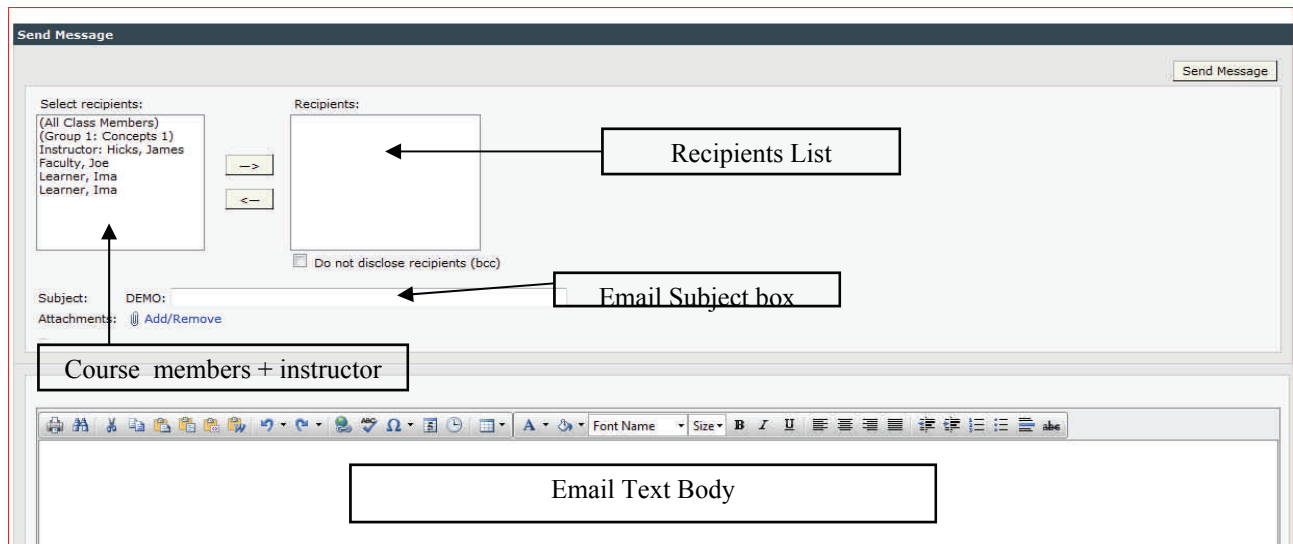 Send Message
Send Message
Select recipients:
Recipients:
(All Class Members)
(Group 1: Concepts 1)
Instructor: Hicks, James
Faculty, Joe
Learner, Ima
Learner, Ima
—>
<—
Recipients List
Do not disclose recipients (bcc)
Subject: DEMO:
Email Subject box
Attachments: Add/Remove
Course members + instructor
ABC Ω 5 A Font Name Size B I U abc
Email Text Body